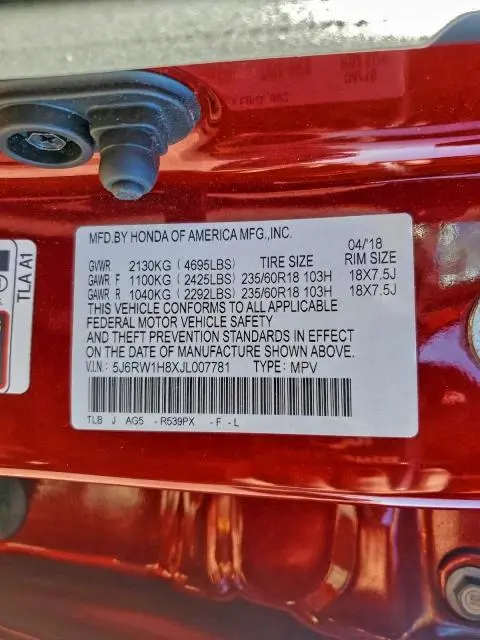 MFD.BY HONDA OF AMERICA MFG.,INC.
04/'18
GVWR 2130KG (4695LBS) TIRE SIZE RIM SIZE
GAWR F 1100KG (2425LBS) 235/60R18 103H 18X7.5J
GAWR R 1040KG (2292LBS) 235/60R18 103H 18X7.5J
THIS VEHICLE CONFORMS TO ALL APPLICABLE
FEDERAL MOTOR VEHICLE SAFETY
AND THEFT PREVENTION STANDARDS IN EFFECT
ON THE DATE OF MANUFACTURE SHOWN ABOVE.
V.I.N: 5J6RW1H8XJL007781 TYPE: MPV
TLB J AG5 - R539PX - F - L
TLA A1